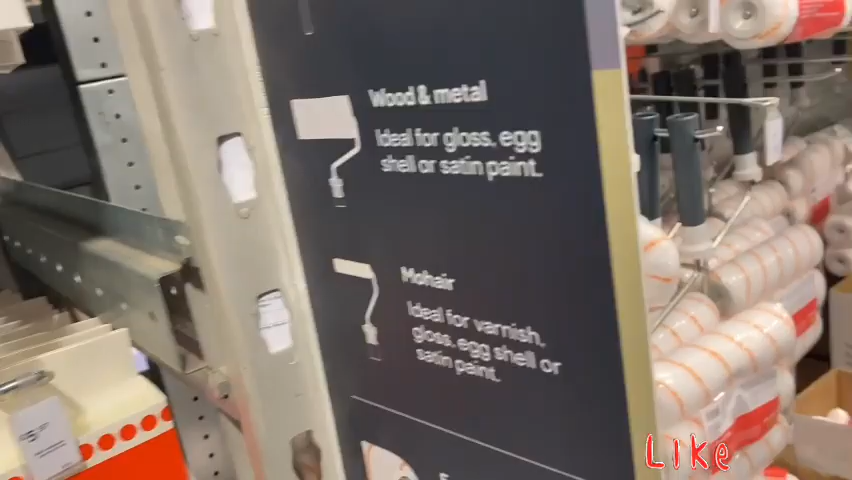 Wood & metal
Ideal for gloss, egg
shell or satin paint.
Mohair
Ideal for varnish,
gloss, egg shell or
satin paint.
LIKE